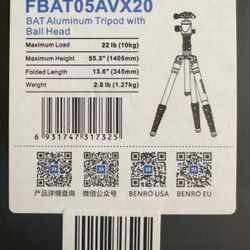 FBAT05AVX20
BAT Aluminum Tripod with
Ball Head
Maximum Load 22 lb (10kg)
Maximum Height 55.3" (1405mm)
Folded Length 13.6" (345mm)
Weight 2.8 lb (1.27kg)
6 931747 317325
产品详情查询 微信公众号 BENRO USA BENRO EU